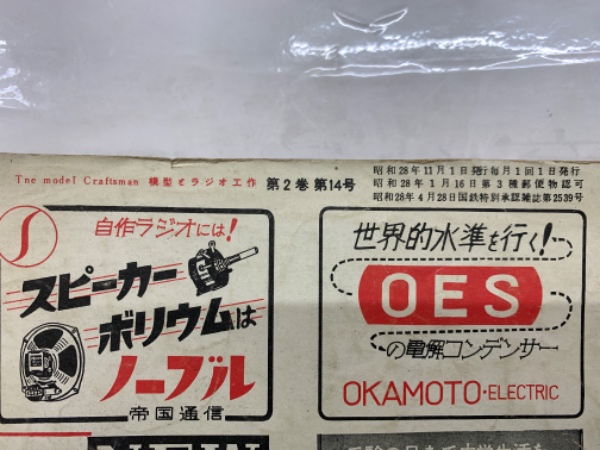 The model Craftsman 模型とラジオ工作 第2巻 第14号
昭和28年11月1日発行毎月1回1日発行
昭和28年1月16日第3種郵便物認可
昭和28年4月28日国鉄特別承認雑誌第2539号
自作ラジオには!
スピーカー
ボリウムは
ノーブル
帝国通信
世界的水準を行く!
OES
の電解コンデンサー
OKAMOTO・ELECTRIC
NEW